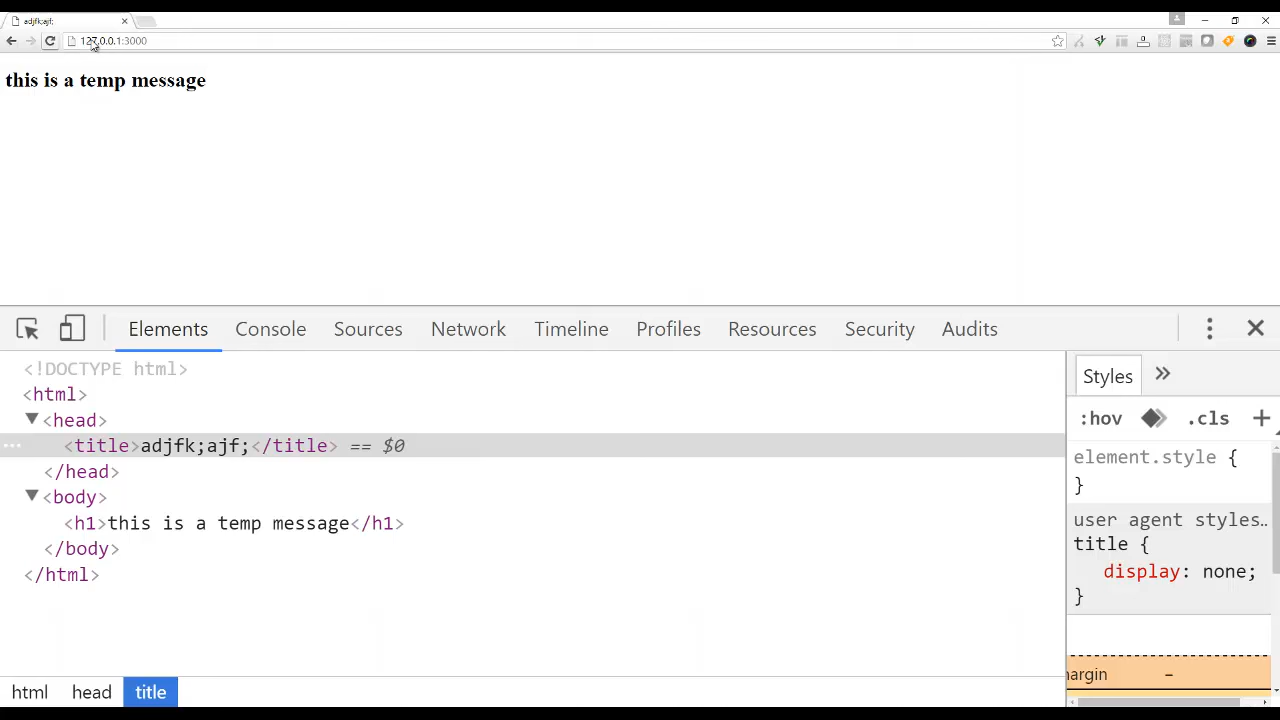 adjfk;ajf;
127.0.0.1:3000
this is a temp message
Elements Console Sources Network Timeline Profiles Resources Security Audits
<!DOCTYPE html>
<html>
<head>
<title>adjfk;ajf;</title> == $0
</head>
<body>
<h1>this is a temp message</h1>
</body>
</html>
html head title
Styles
:hov .cls
element.style {
}
user agent styles…
title {
display: none;
}
margin –